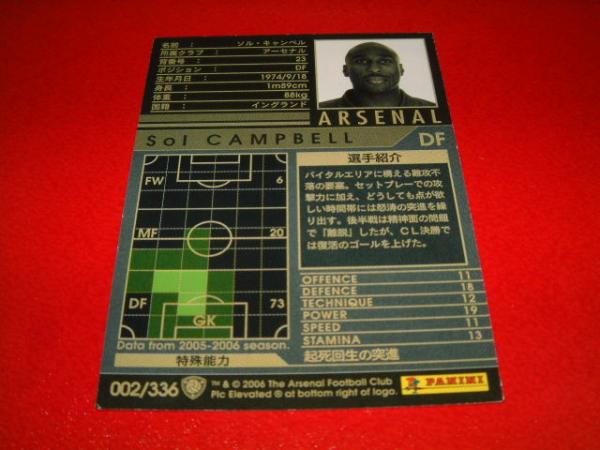 名前 : ソル・キャンベル
所属クラブ : アーセナル
背番号 : 23
ポジション : DF
生年月日 : 1974/9/18
身長 : 1m89cm
体重 : 88kg
国籍 : イングランド
ARSENAL
Sol CAMPBELL DF
FW 6
MF 20
DF 73
GK
Data from 2005-2006 season.
特殊能力
選手紹介
バイタルエリアに構える難攻不
落の要塞。セットプレーでの攻
撃力に加え、どうしても点が欲
しい時間帯には怒涛の突進を繰
り出す。後半戦は精神面の問題
で「離脱」したが、CL決勝で
は復活のゴールを上げた。
OFFENCE 11
DEFENCE 18
TECHNIQUE 12
POWER 19
SPEED 11
STAMINA 13
起死回生の突進
002/336
™ & © 2006 The Arsenal Football Club
Plc Elevated ® at bottom right of logo.
PANINI